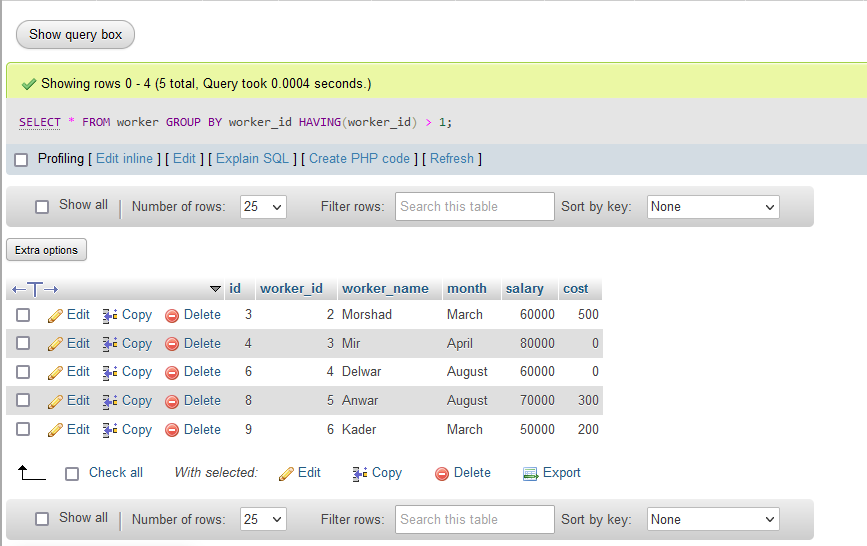 Show query box
Showing rows 0 - 4 (5 total, Query took 0.0004 seconds.)
SELECT * FROM worker GROUP BY worker_id HAVING(worker_id) > 1;
Profiling [ Edit inline ] [ Edit ] [ Explain SQL ] [ Create PHP code ] [ Refresh ]
Show all Number of rows: 25 Filter rows: Search this table Sort by key: None
Extra options
←T→ id worker_id worker_name month salary cost
Edit Copy Delete 3 2 Morshad March 60000 500
Edit Copy Delete 4 3 Mir April 80000 0
Edit Copy Delete 6 4 Delwar August 60000 0
Edit Copy Delete 8 5 Anwar August 70000 300
Edit Copy Delete 9 6 Kader March 50000 200
Check all With selected: Edit Copy Delete Export
Show all Number of rows: 25 Filter rows: Search this table Sort by key: None